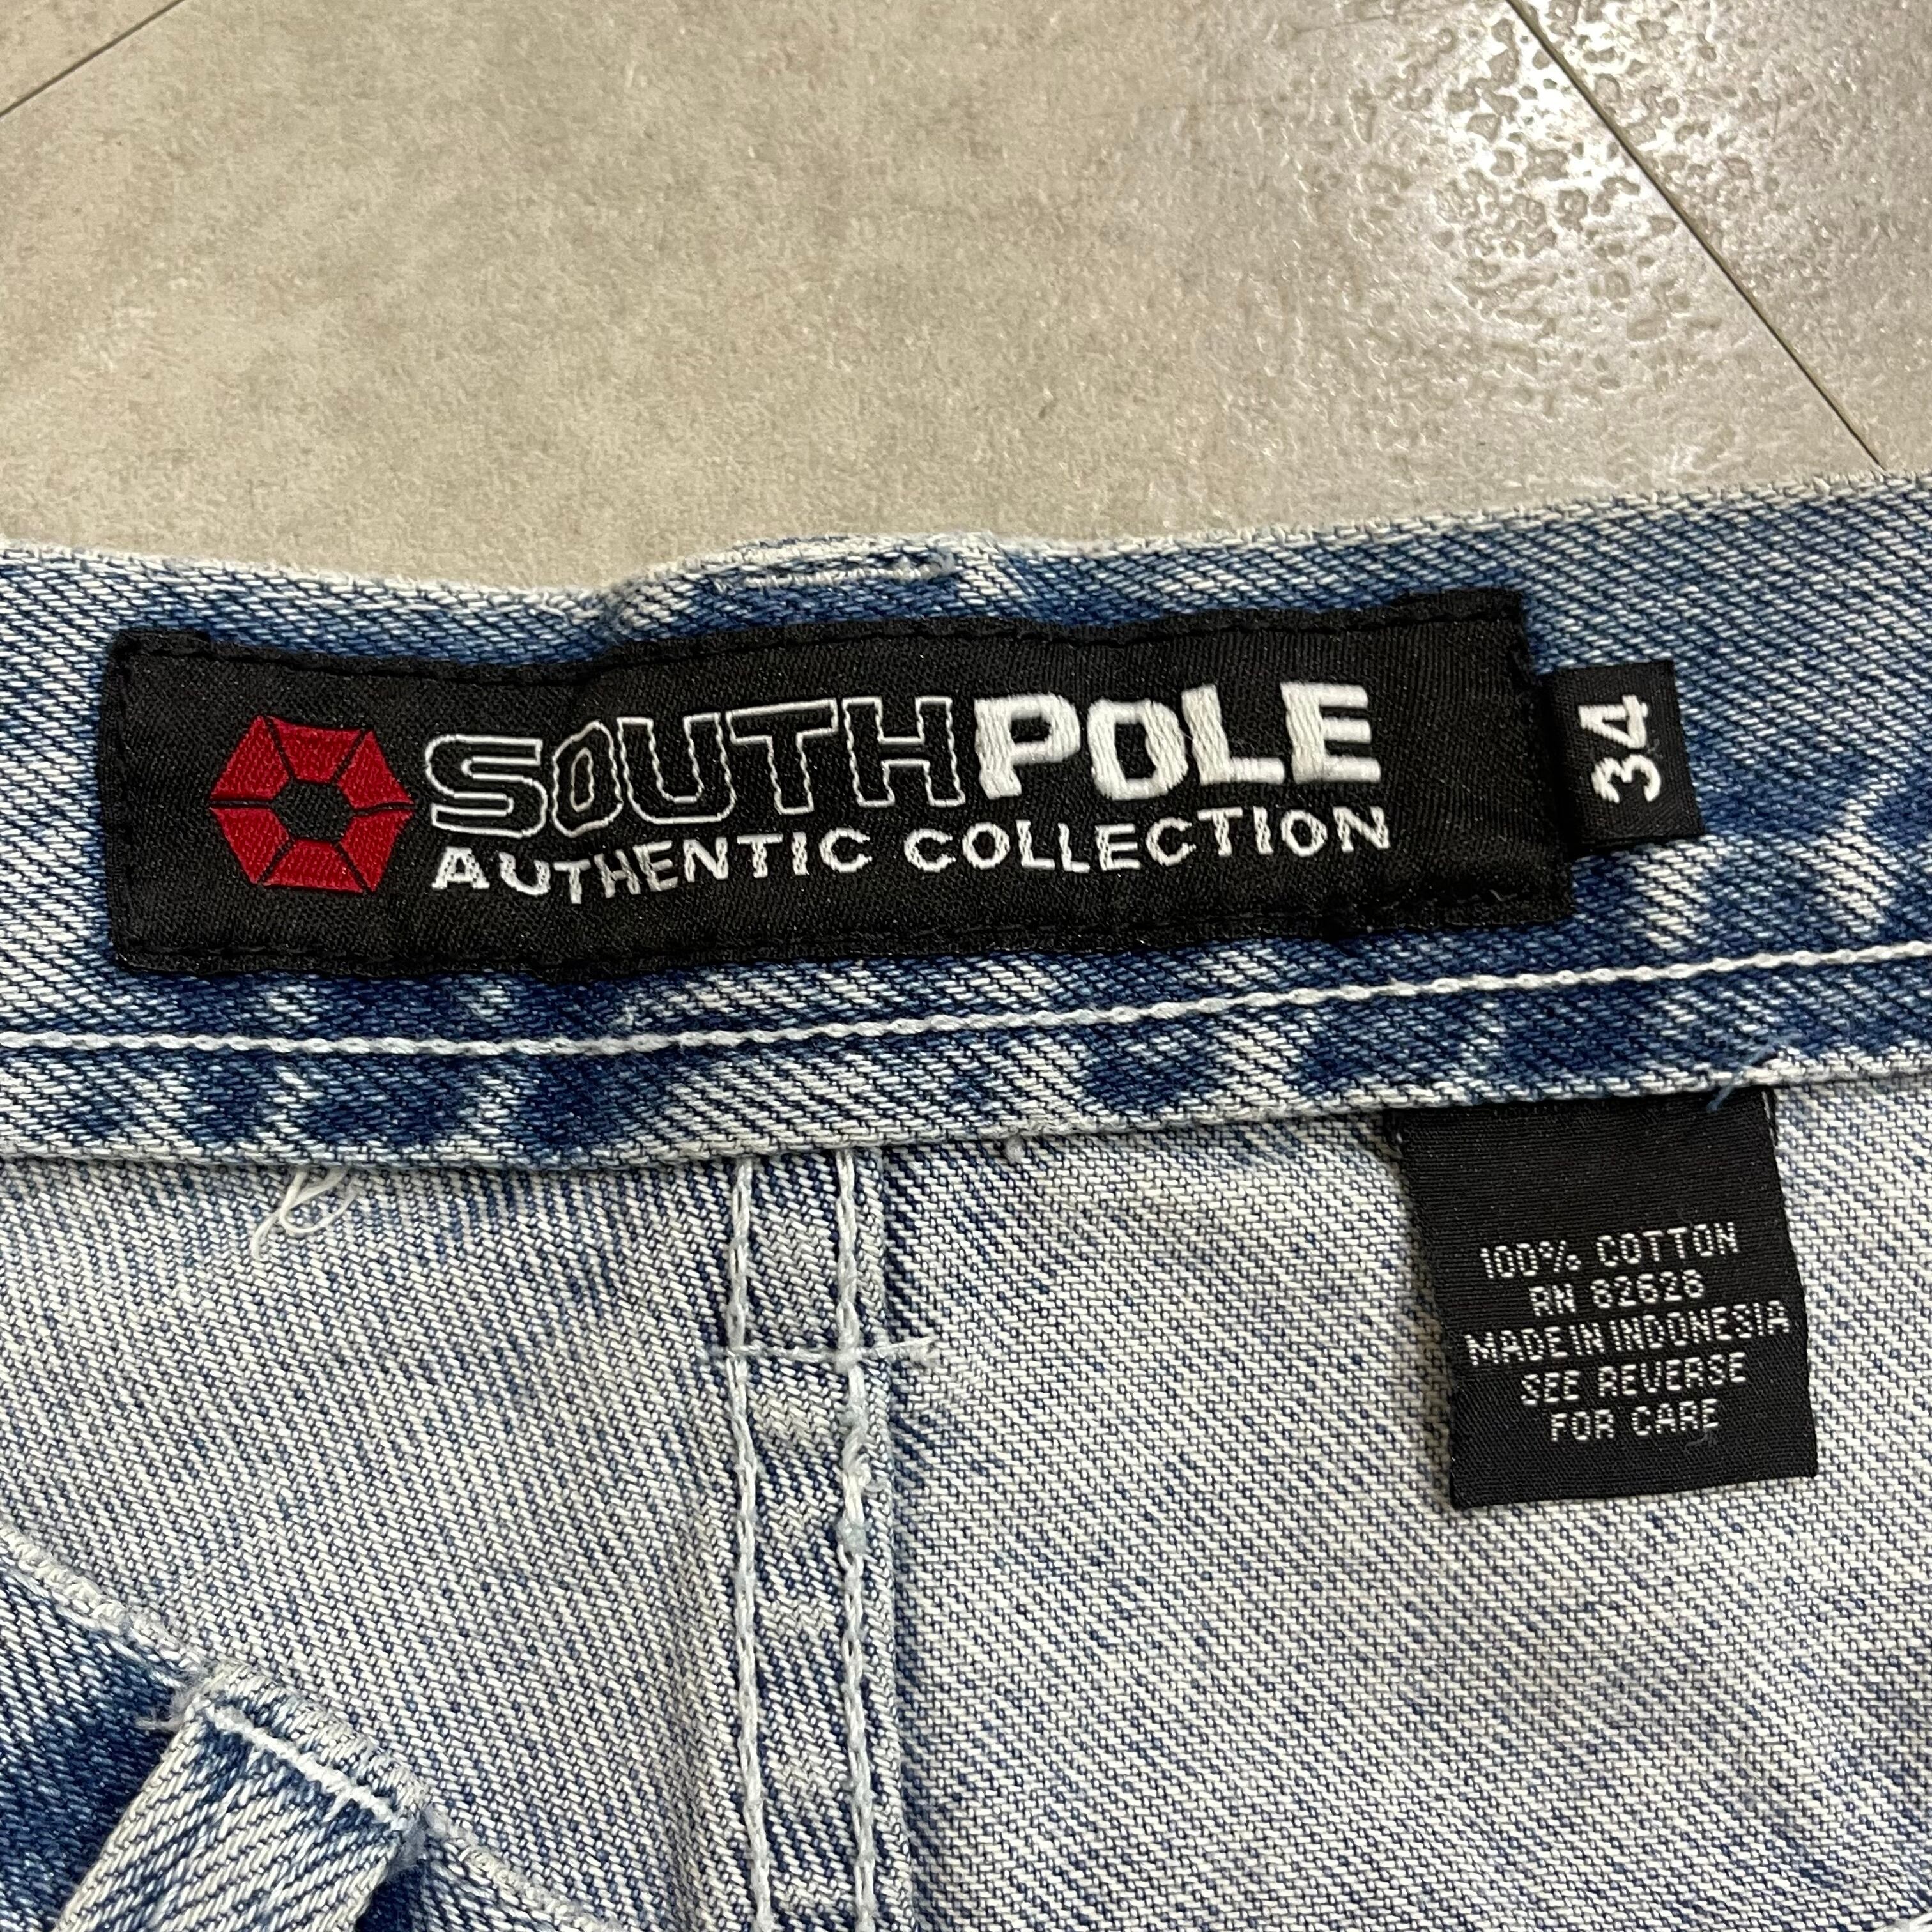 SOUTHPOLE
AUTHENTIC COLLECTION
34
100% COTTON
RN 82628
MADE IN INDONESIA
SEE REVERSE
FOR CARE